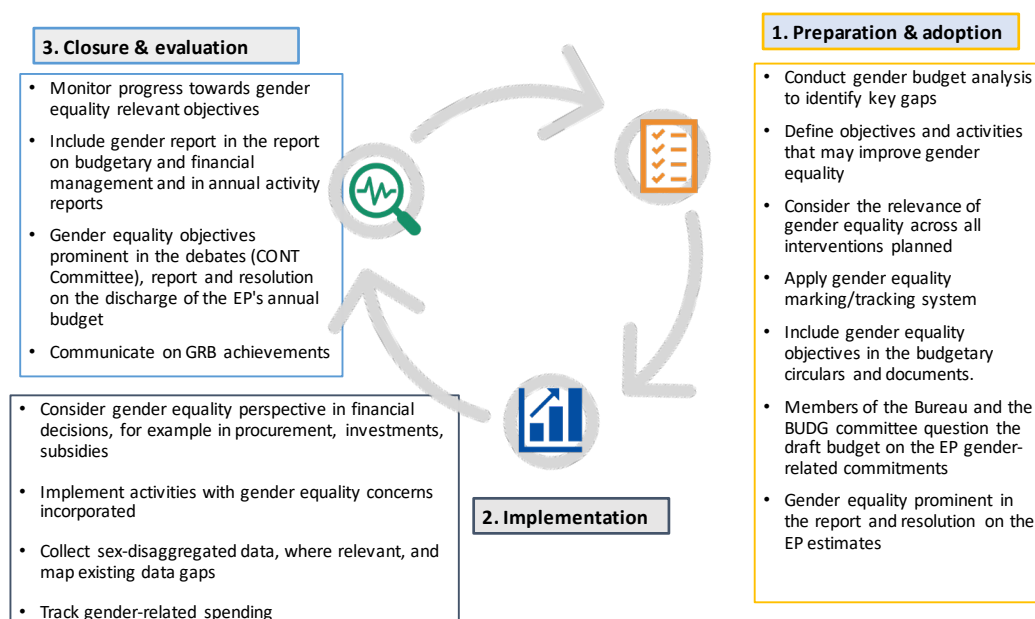 3. Closure & evaluation
• Monitor progress towards gender
equality relevant objectives
• Include gender report in the report
on budgetary and financial
management and in annual activity
reports
• Gender equality objectives
prominent in the debates (CONT
Committee), report and resolution
on the discharge of the EP's annual
budget
• Communicate on GRB achievements
1. Preparation & adoption
• Conduct gender budget analysis
to identify key gaps
• Define objectives and activities
that may improve gender
equality
• Consider the relevance of
gender equality across all
interventions planned
• Apply gender equality
marking/tracking system
• Include gender equality
objectives in the budgetary
circulars and documents.
• Members of the Bureau and the
BUDG committee question the
draft budget on the EP gender-
related commitments
• Gender equality prominent in
the report and resolution on the
EP estimates
• Consider gender equality perspective in financial
decisions, for example in procurement, investments,
subsidies
• Implement activities with gender equality concerns
incorporated
• Collect sex-disaggregated data, where relevant, and
map existing data gaps
• Track gender-related spending
2. Implementation